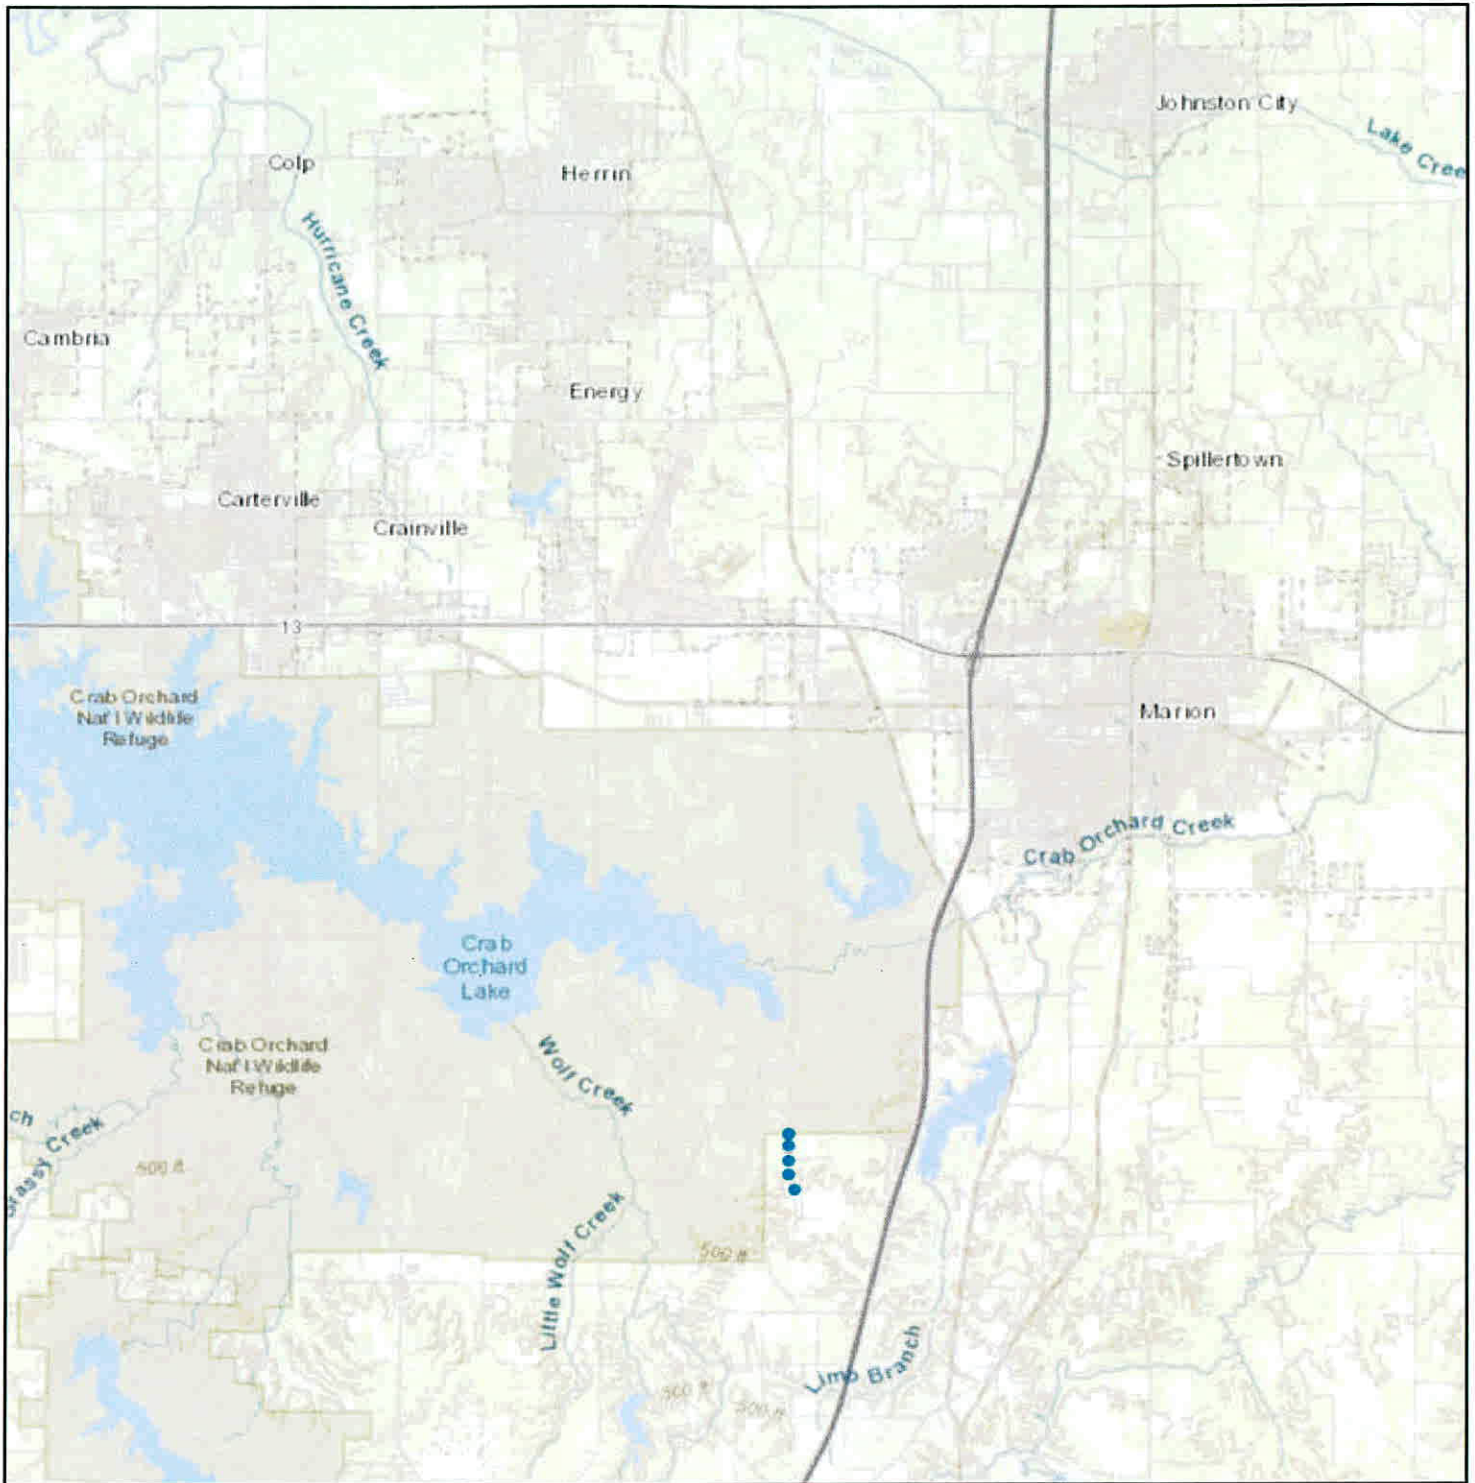 Johnston City
Lake Cree
Colp
Herrin
Hurricane Creek
Cambria
Energy
Spillertown
Carterville
Crainville
13
Crab Orchard
Nat'l Wildlife
Refuge
Marion
Crab Orchard Creek
Crab
Orchard
Lake
Crab Orchard
Nat'l Wildlife
Refuge
Wolf Creek
ch
Grassy Creek
500 ft
Little Wolf Creek
500 ft
Limb Branch
500 ft
500 ft